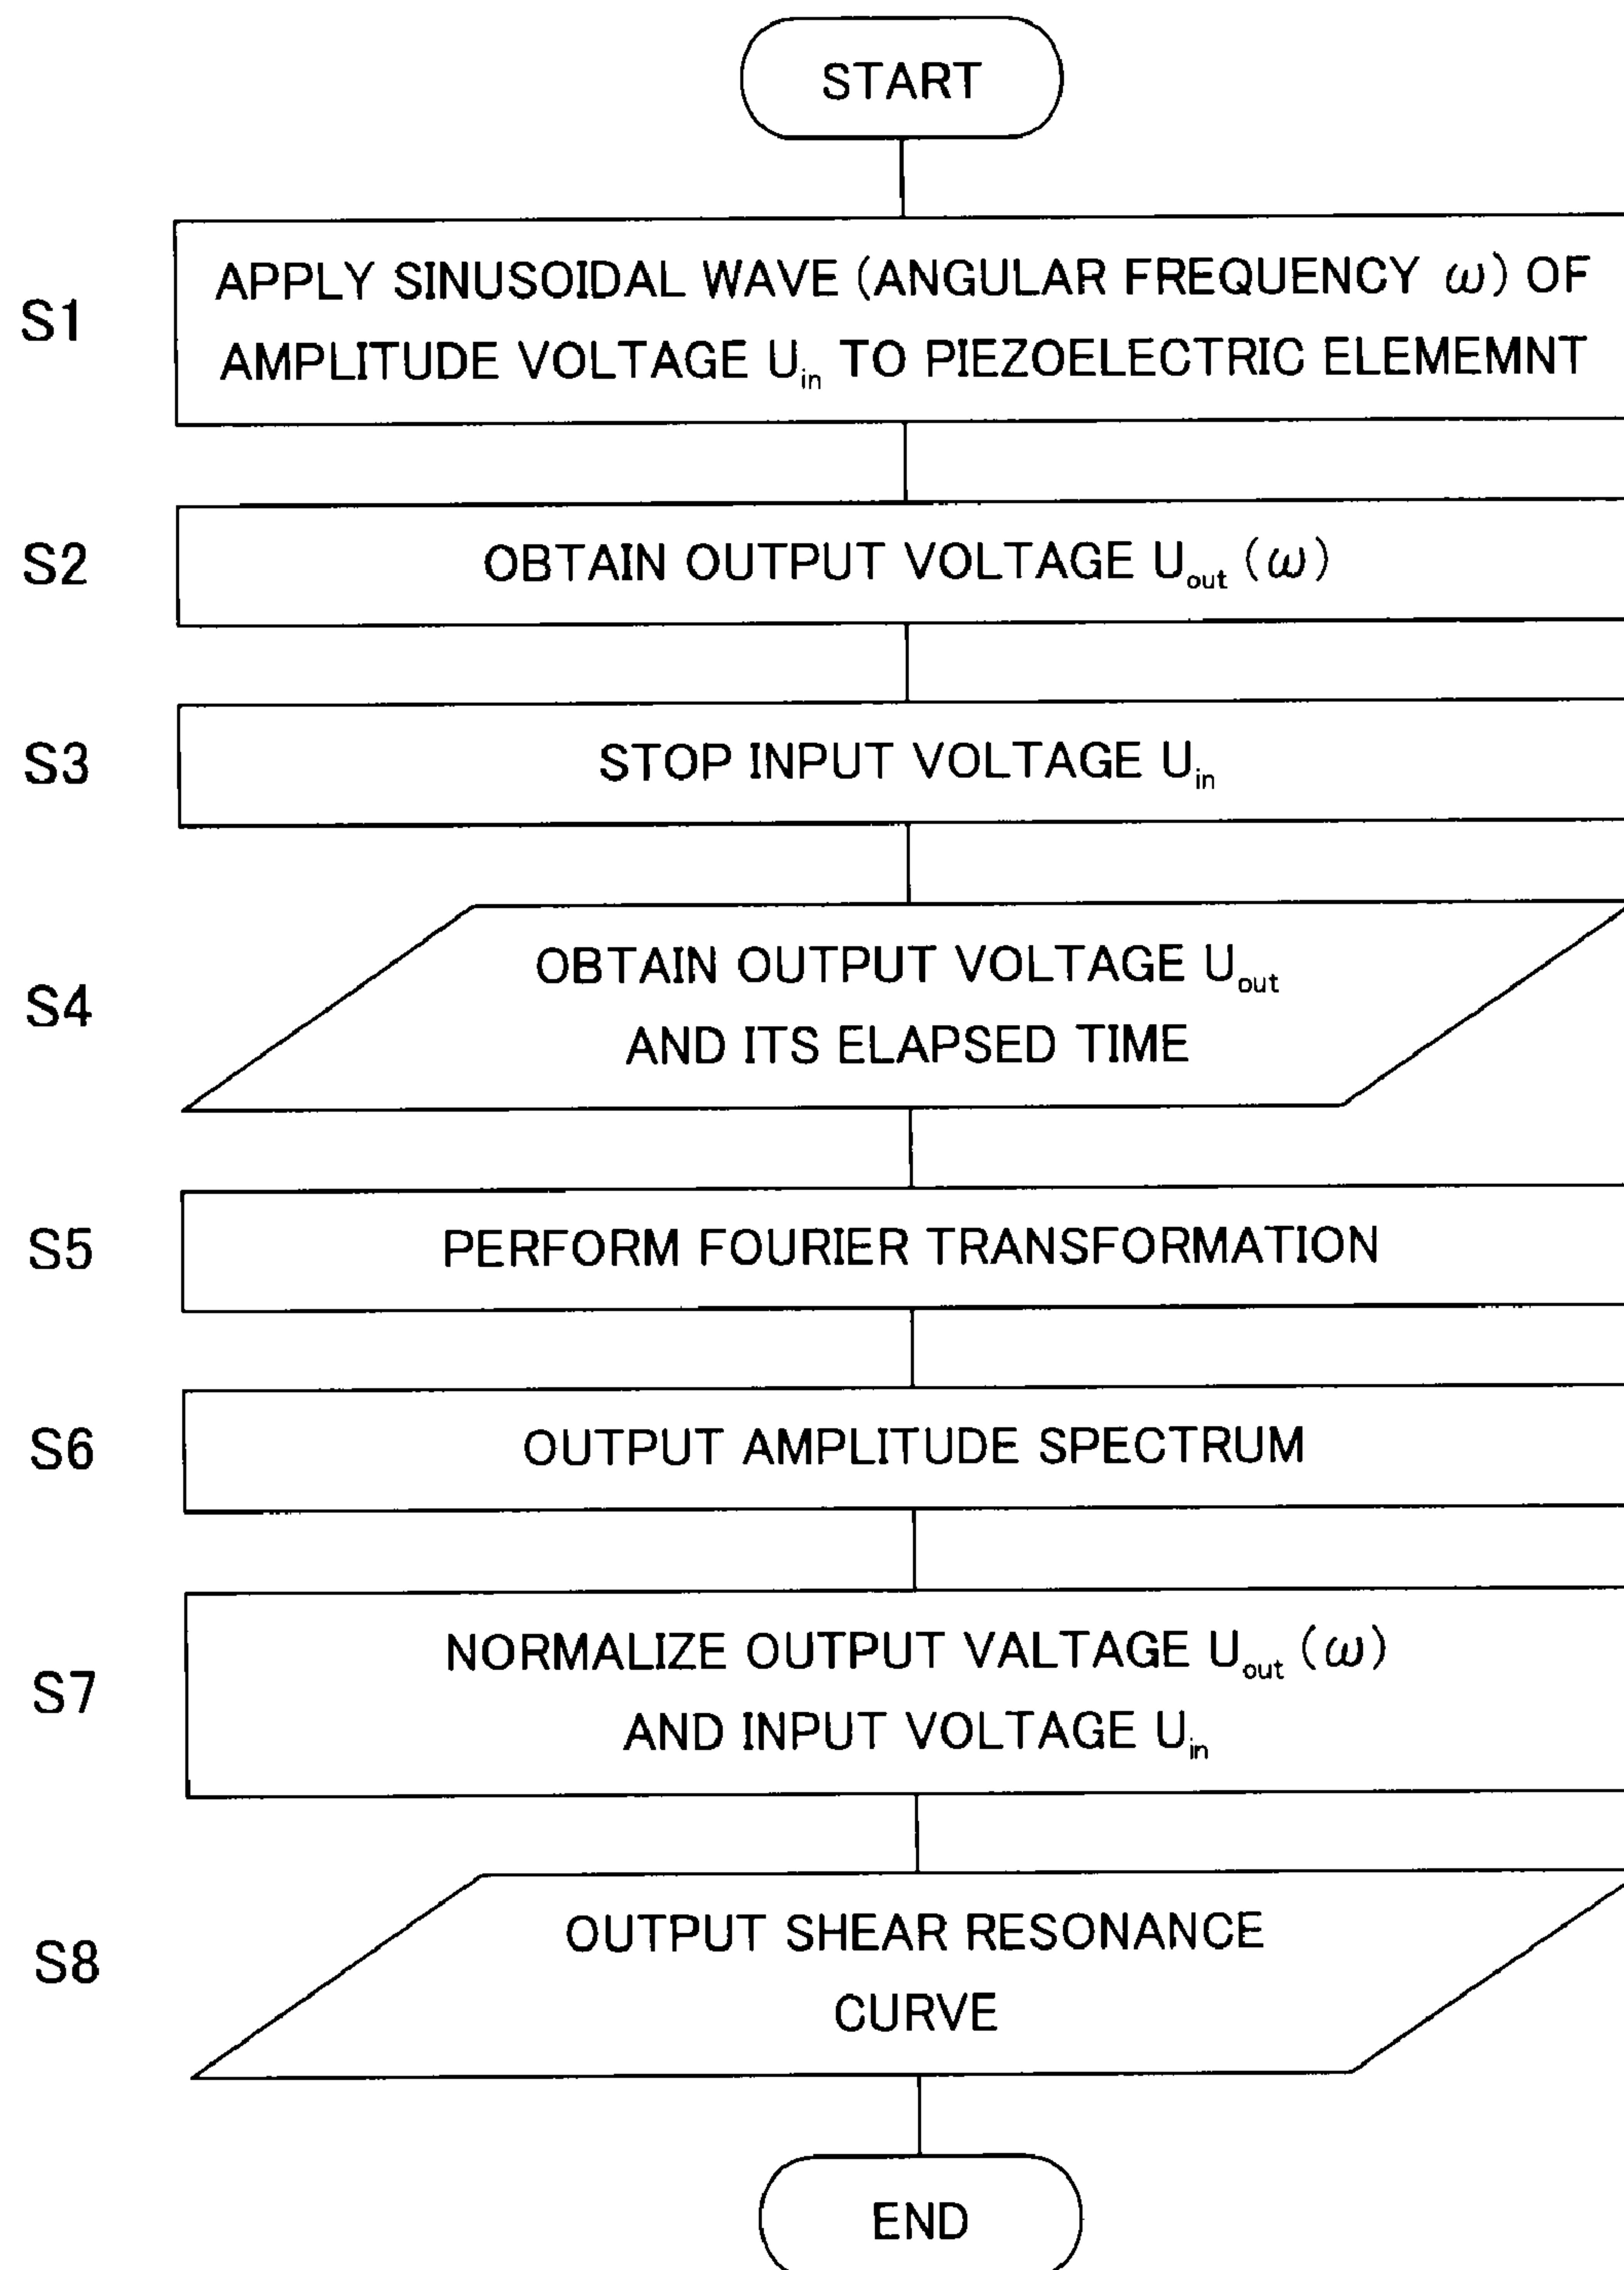 START
S1
APPLY SINUSOIDAL WAVE (ANGULAR FREQUENCY ω) OF
AMPLITUDE VOLTAGE Uin TO PIEZOELECTRIC ELEMEMNT
S2
OBTAIN OUTPUT VOLTAGE Uout (ω)
S3
STOP INPUT VOLTAGE Uin
S4
OBTAIN OUTPUT VOLTAGE Uout
AND ITS ELAPSED TIME
S5
PERFORM FOURIER TRANSFORMATION
S6
OUTPUT AMPLITUDE SPECTRUM
S7
NORMALIZE OUTPUT VALTAGE Uout (ω)
AND INPUT VOLTAGE Uin
S8
OUTPUT SHEAR RESONANCE
CURVE
END